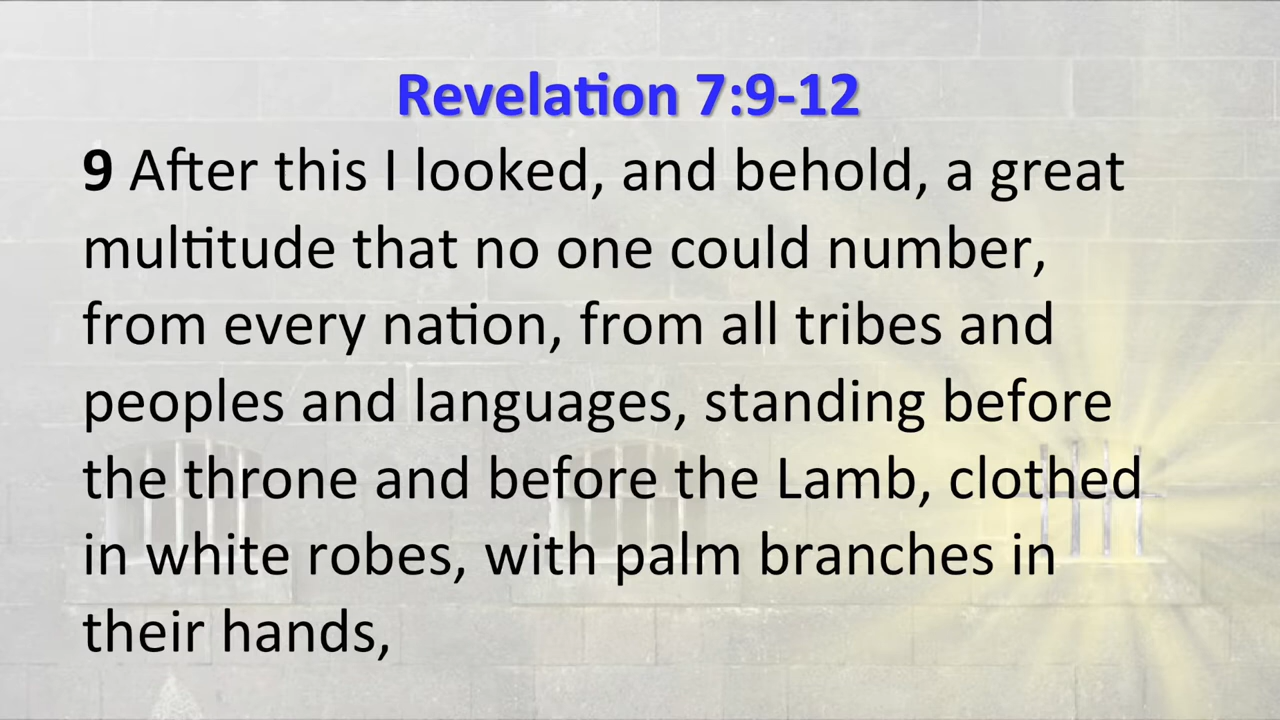 Revelation 7:9-12
9 After this I looked, and behold, a great
multitude that no one could number,
from every nation, from all tribes and
peoples and languages, standing before
the throne and before the Lamb, clothed
in white robes, with palm branches in
their hands,